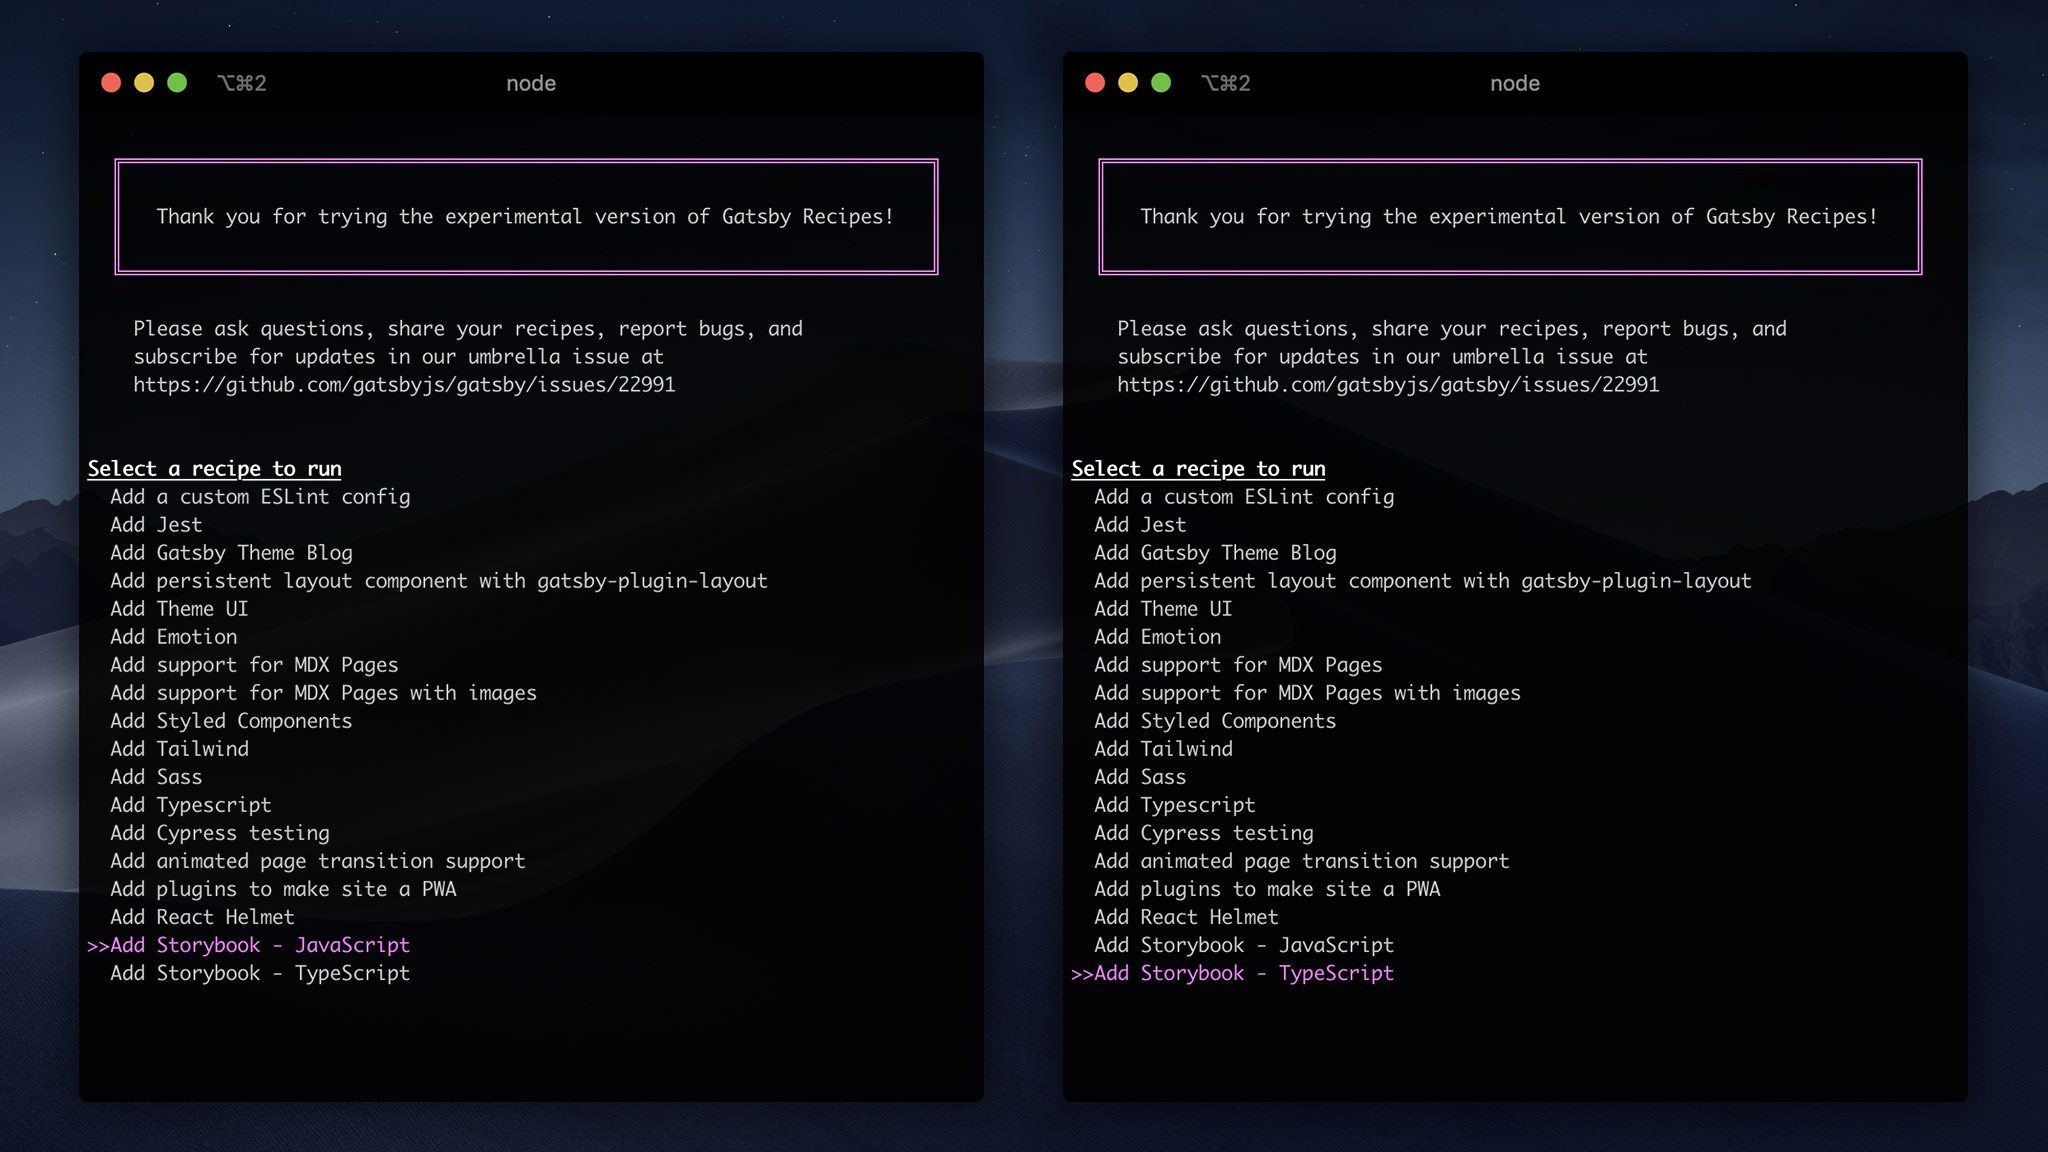 ⌥⌘2
node
Thank you for trying the experimental version of Gatsby Recipes!
Please ask questions, share your recipes, report bugs, and
subscribe for updates in our umbrella issue at
https://github.com/gatsbyjs/gatsby/issues/22991
Select a recipe to run
Add a custom ESLint config
Add Jest
Add Gatsby Theme Blog
Add persistent layout component with gatsby-plugin-layout
Add Theme UI
Add Emotion
Add support for MDX Pages
Add support for MDX Pages with images
Add Styled Components
Add Tailwind
Add Sass
Add Typescript
Add Cypress testing
Add animated page transition support
Add plugins to make site a PWA
Add React Helmet
>>Add Storybook - JavaScript
Add Storybook - TypeScript
⌥⌘2
node
Thank you for trying the experimental version of Gatsby Recipes!
Please ask questions, share your recipes, report bugs, and
subscribe for updates in our umbrella issue at
https://github.com/gatsbyjs/gatsby/issues/22991
Select a recipe to run
Add a custom ESLint config
Add Jest
Add Gatsby Theme Blog
Add persistent layout component with gatsby-plugin-layout
Add Theme UI
Add Emotion
Add support for MDX Pages
Add support for MDX Pages with images
Add Styled Components
Add Tailwind
Add Sass
Add Typescript
Add Cypress testing
Add animated page transition support
Add plugins to make site a PWA
Add React Helmet
Add Storybook - JavaScript
>>Add Storybook - TypeScript